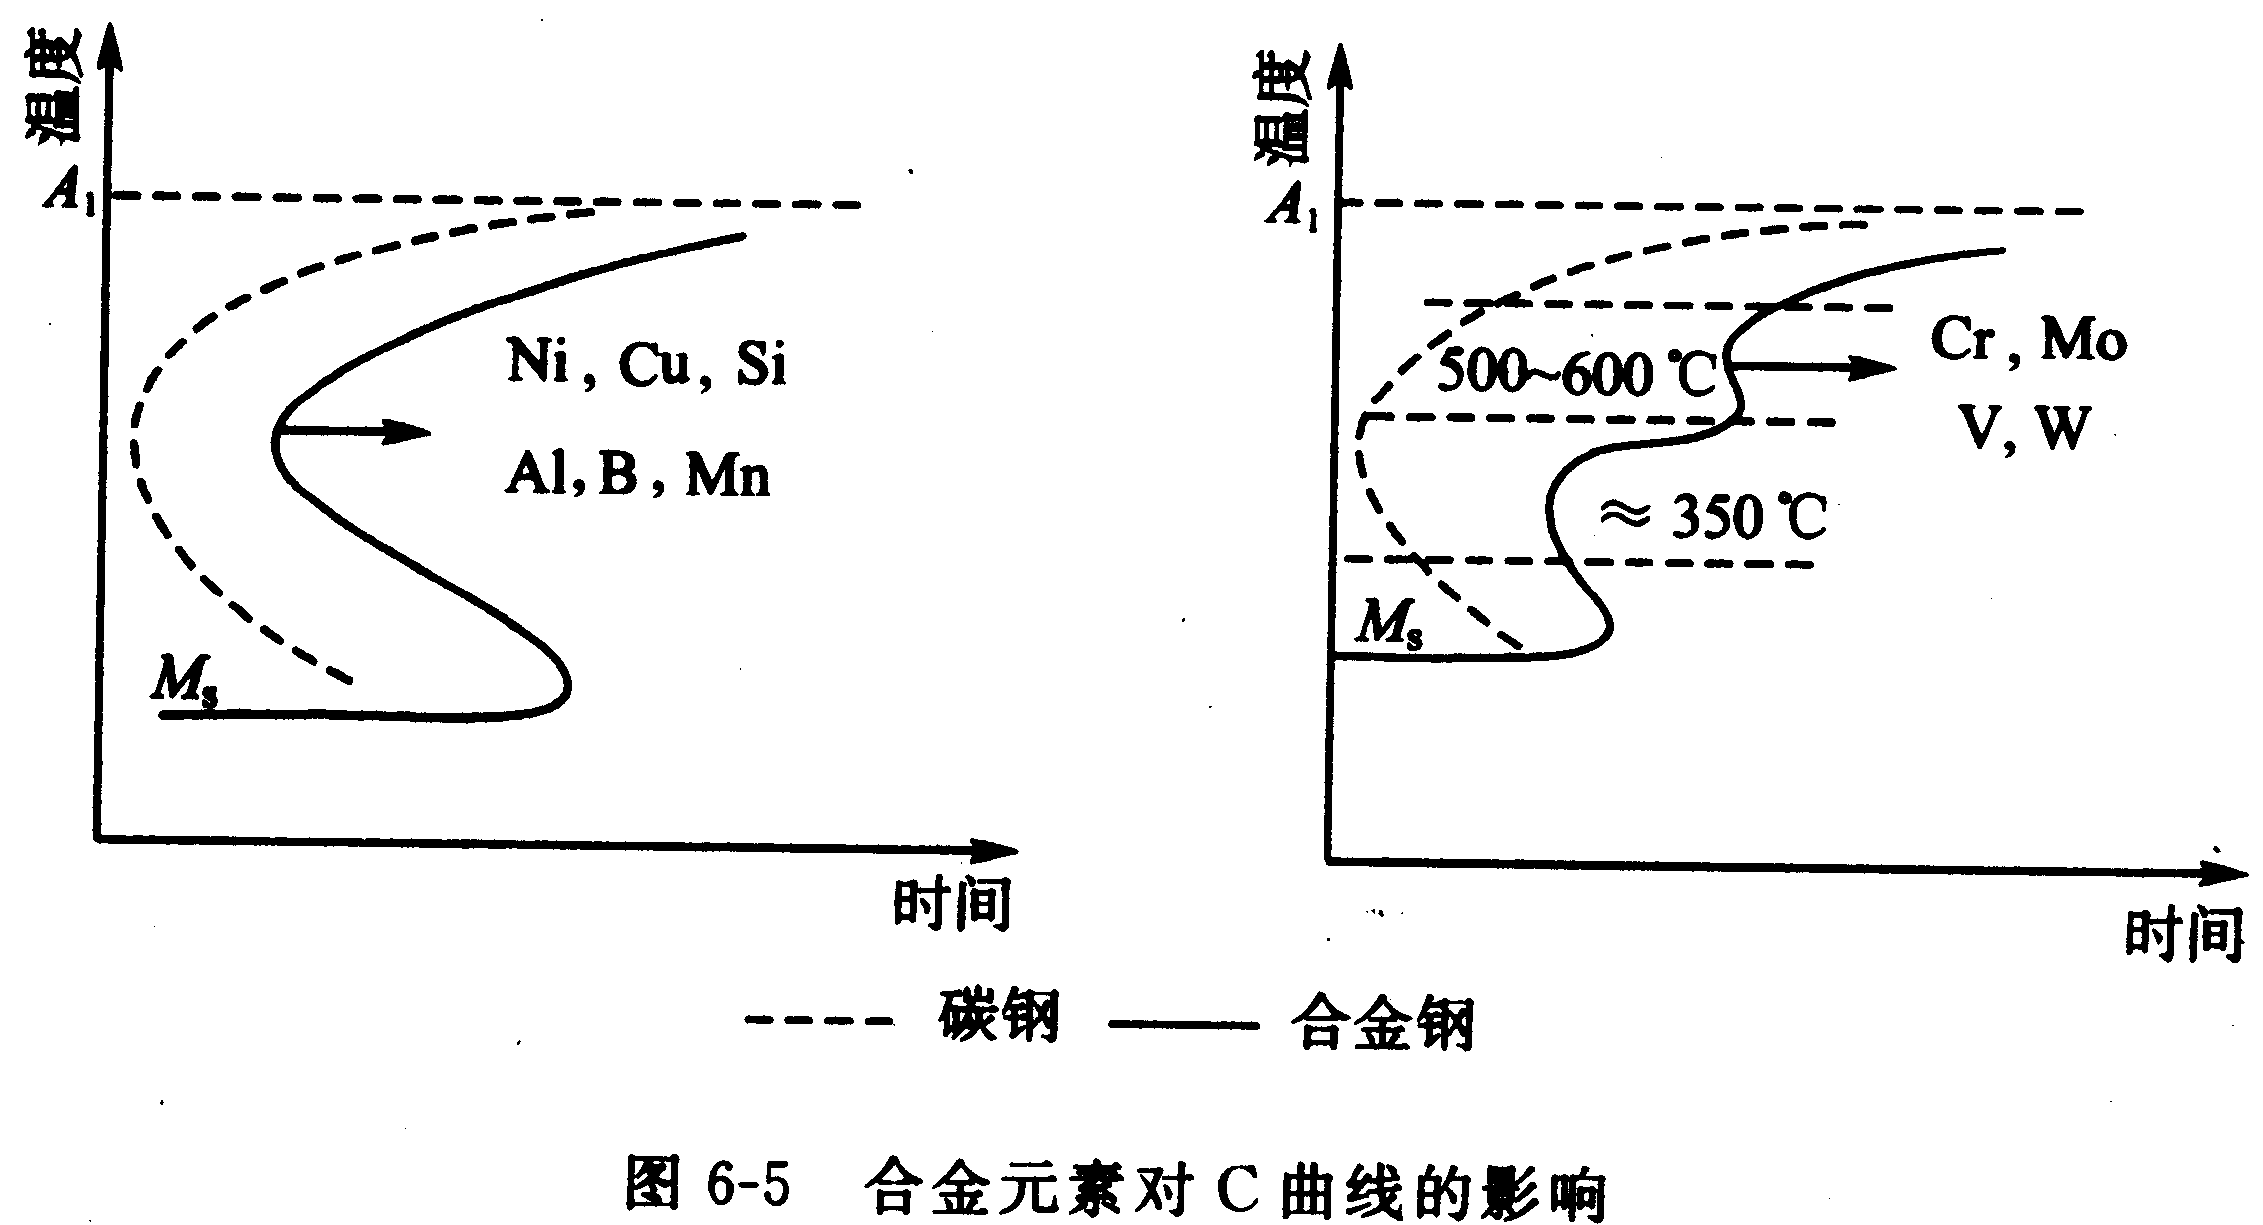 温度
A1
Ni, Cu, Si
Al, B, Mn
Ms
时间
温度
A1
500~600℃
Cr, Mo
V, W
≈ 350℃
Ms
时间
碳钢 合金钢
图 6-5 合金元素对 C 曲线的影响